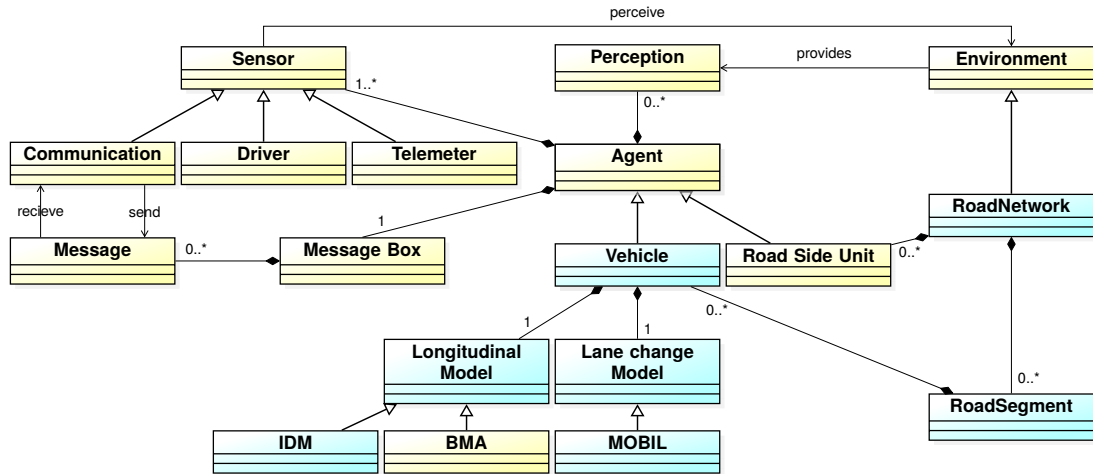 perceive
Sensor
Perception
provides
Environment
1..*
0..*
Communication
Driver
Telemeter
Agent
recieve
send
1
RoadNetwork
Message
0..*
Message Box
Vehicle
Road Side Unit
0..*
1
1
0..*
Longitudinal
Model
Lane change
Model
0..*
RoadSegment
IDM
BMA
MOBIL